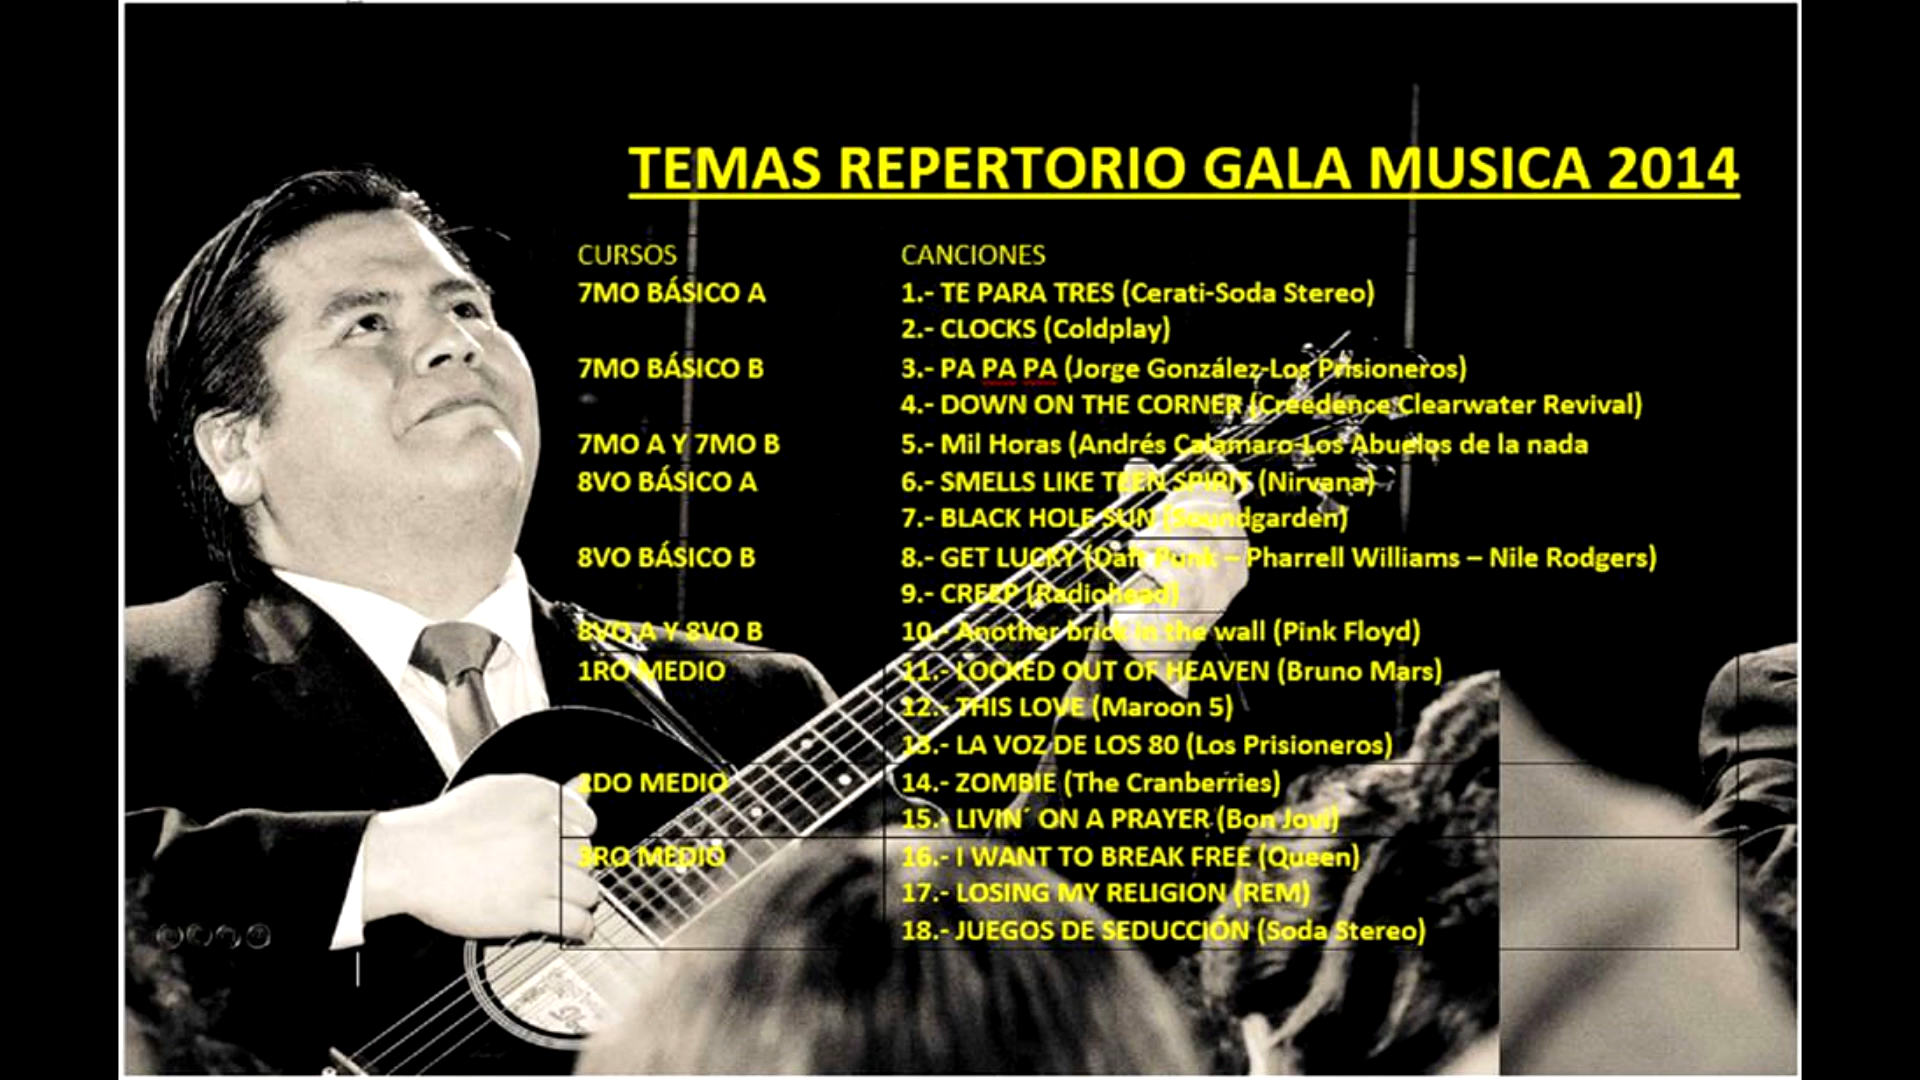 TEMAS REPERTORIO GALA MUSICA 2014
CURSOS CANCIONES
7MO BÁSICO A 1.- TE PARA TRES (Cerati-Soda Stereo)
2.- CLOCKS (Coldplay)
7MO BÁSICO B 3.- PA PA PA (Jorge González-Los Prisioneros)
4.- DOWN ON THE CORNER (Creedence Clearwater Revival)
7MO A Y 7MO B 5.- Mil Horas (Andrés Calamaro-Los Abuelos de la nada
8VO BÁSICO A 6.- SMELLS LIKE TEEN SPIRIT (Nirvana)
7.- BLACK HOLE SUN (Soundgarden)
8VO BÁSICO B 8.- GET LUCKY (Daft Punk – Pharrell Williams – Nile Rodgers)
9.- CREEP (Radiohead)
8VO A Y 8VO B 10.- Another brick in the wall (Pink Floyd)
1RO MEDIO 11.- LOCKED OUT OF HEAVEN (Bruno Mars)
12.- THIS LOVE (Maroon 5)
13.- LA VOZ DE LOS 80 (Los Prisioneros)
2DO MEDIO 14.- ZOMBIE (The Cranberries)
15.- LIVIN´ ON A PRAYER (Bon Jovi)
3RO MEDIO 16.- I WANT TO BREAK FREE (Queen)
17.- LOSING MY RELIGION (REM)
18.- JUEGOS DE SEDUCCIÓN (Soda Stereo)